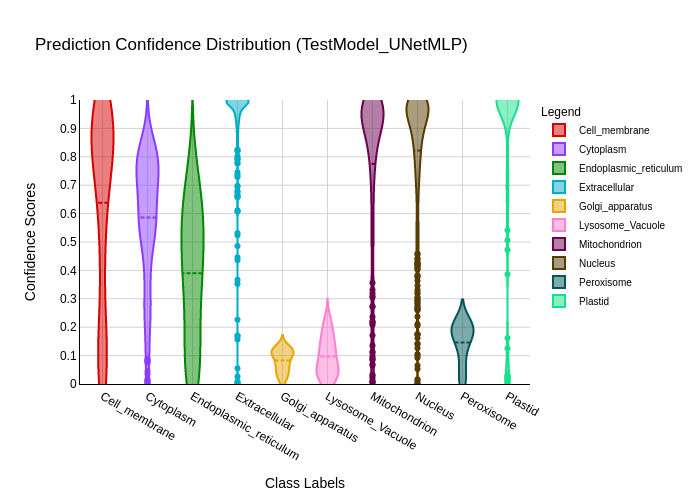 Prediction Confidence Distribution (TestModel_UNetMLP)
Confidence Scores
1
0.9
0.8
0.7
0.6
0.5
0.4
0.3
0.2
0.1
0
Cell_membrane
Cytoplasm
Endoplasmic_reticulum
Extracellular
Golgi_apparatus
Lysosome_Vacuole
Mitochondrion
Nucleus
Peroxisome
Plastid
Class Labels
Legend
Cell_membrane
Cytoplasm
Endoplasmic_reticulum
Extracellular
Golgi_apparatus
Lysosome_Vacuole
Mitochondrion
Nucleus
Peroxisome
Plastid